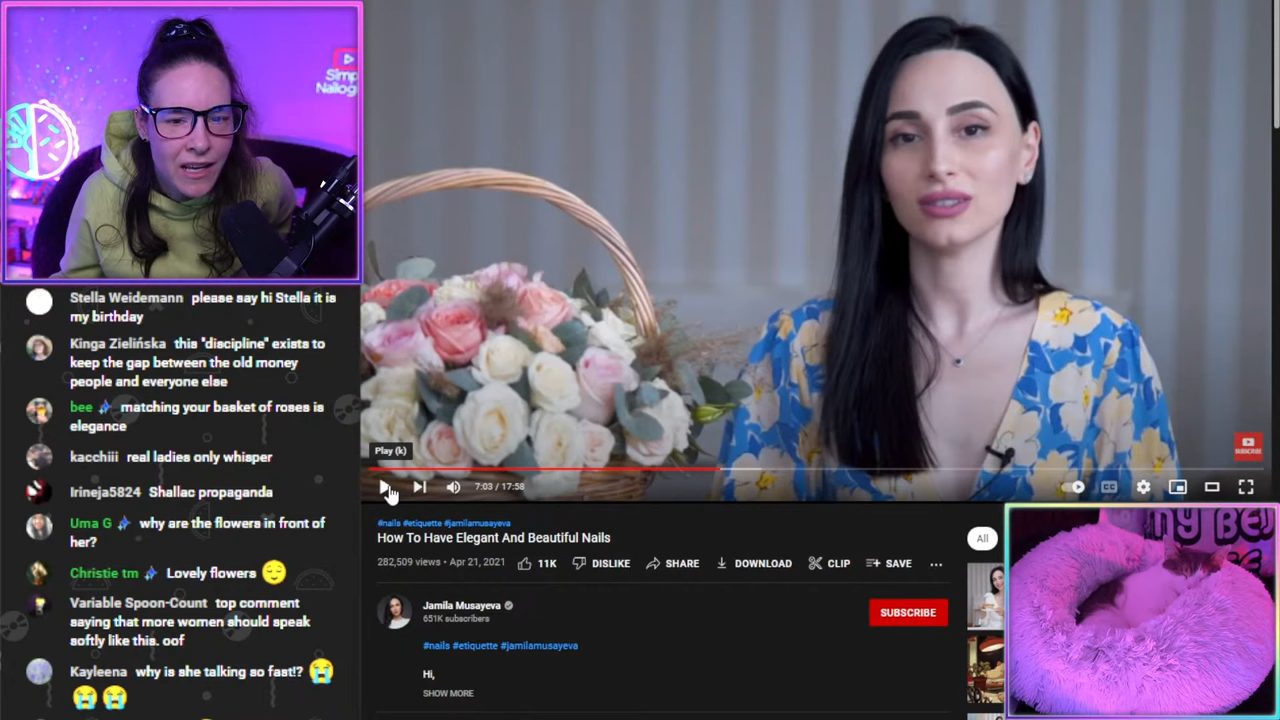 Simply
Nailogical
Stella Weidemann please say hi Stella it is
my birthday
Kinga Zielińska this "discipline" exists to
keep the gap between the old money
people and everyone else
bee matching your basket of roses is
elegance
kacchiii real ladies only whisper
Irineja5824 Shallac propaganda
Uma G why are the flowers in front of
her?
Christie tm Lovely flowers
Variable Spoon-Count top comment
saying that more women should speak
softly like this. oof
Kayleena why is she talking so fast!?
Play (k)
7:03 / 17:58
CC
SUBSCRIBE
#nails #etiquette #jamilamusayeva
How To Have Elegant And Beautiful Nails
282,509 views • Apr 21, 2021
11K
DISLIKE
SHARE
DOWNLOAD
CLIP
SAVE
All
Jamila Musayeva
651K subscribers
SUBSCRIBE
#nails #etiquette #jamilamusayeva
Hi,
SHOW MORE
MY BE